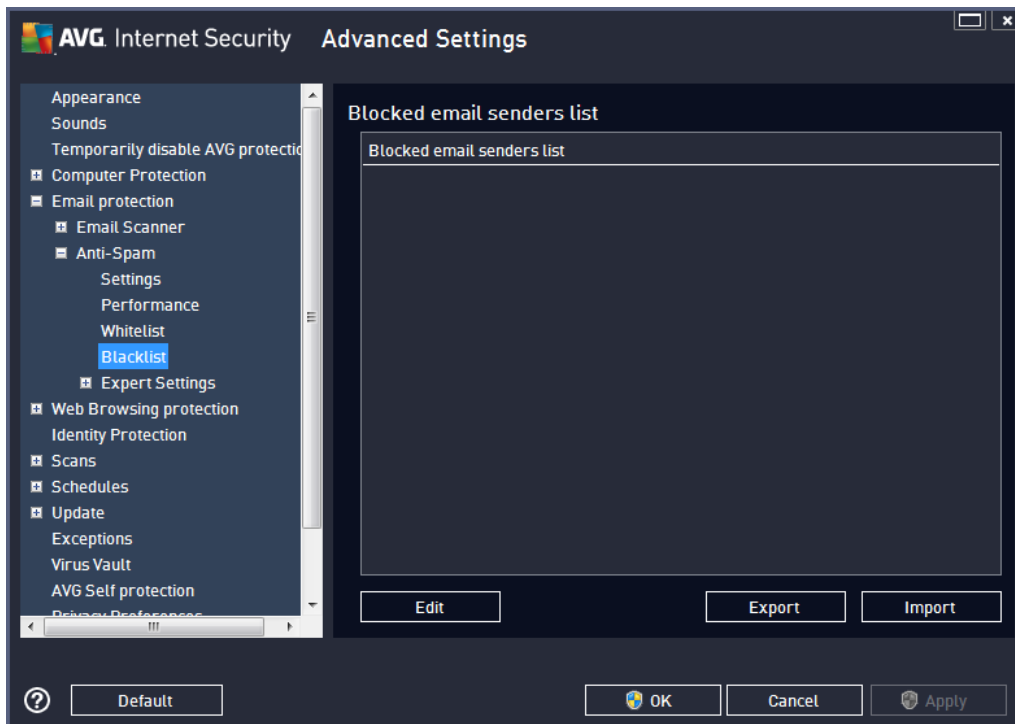 AVG. Internet Security Advanced Settings
Appearance
Sounds
Temporarily disable AVG protectio
Computer Protection
Email protection
Email Scanner
Anti-Spam
Settings
Performance
Whitelist
Blacklist
Expert Settings
Web Browsing protection
Identity Protection
Scans
Schedules
Update
Exceptions
Virus Vault
AVG Self protection
Privacy Preferences
Blocked email senders list
Blocked email senders list
Edit
Export
Import
Default
OK
Cancel
Apply